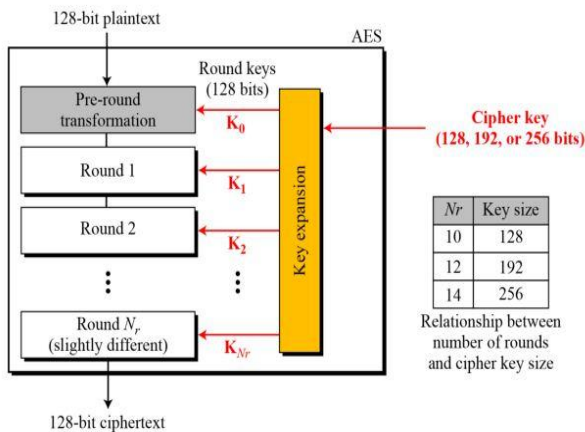 128-bit plaintext
AES
Round keys
(128 bits)
Pre-round
transformation
K0
Cipher key
(128, 192, or 256 bits)
Round 1
K1
Round 2
K2
Key expansion
Round Nr
(slightly different)
KNr
128-bit ciphertext
Nr Key size
10 128
12 192
14 256
Relationship between
number of rounds
and cipher key size